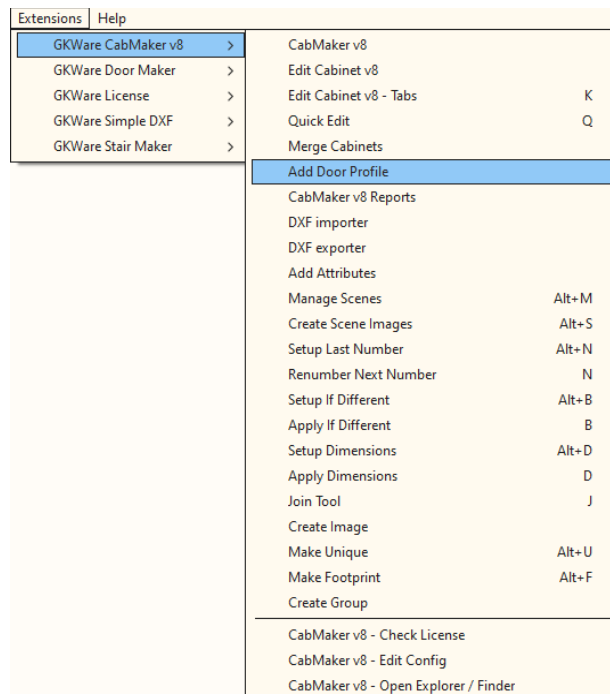 Extensions Help
GKWare CabMaker v8 >
GKWare Door Maker >
GKWare License >
GKWare Simple DXF >
GKWare Stair Maker >
CabMaker v8
Edit Cabinet v8
Edit Cabinet v8 - Tabs K
Quick Edit Q
Merge Cabinets
Add Door Profile
CabMaker v8 Reports
DXF importer
DXF exporter
Add Attributes
Manage Scenes Alt+M
Create Scene Images Alt+S
Setup Last Number Alt+N
Renumber Next Number N
Setup If Different Alt+B
Apply If Different B
Setup Dimensions Alt+D
Apply Dimensions D
Join Tool J
Create Image
Make Unique Alt+U
Make Footprint Alt+F
Create Group
CabMaker v8 - Check License
CabMaker v8 - Edit Config
CabMaker v8 - Open Explorer / Finder